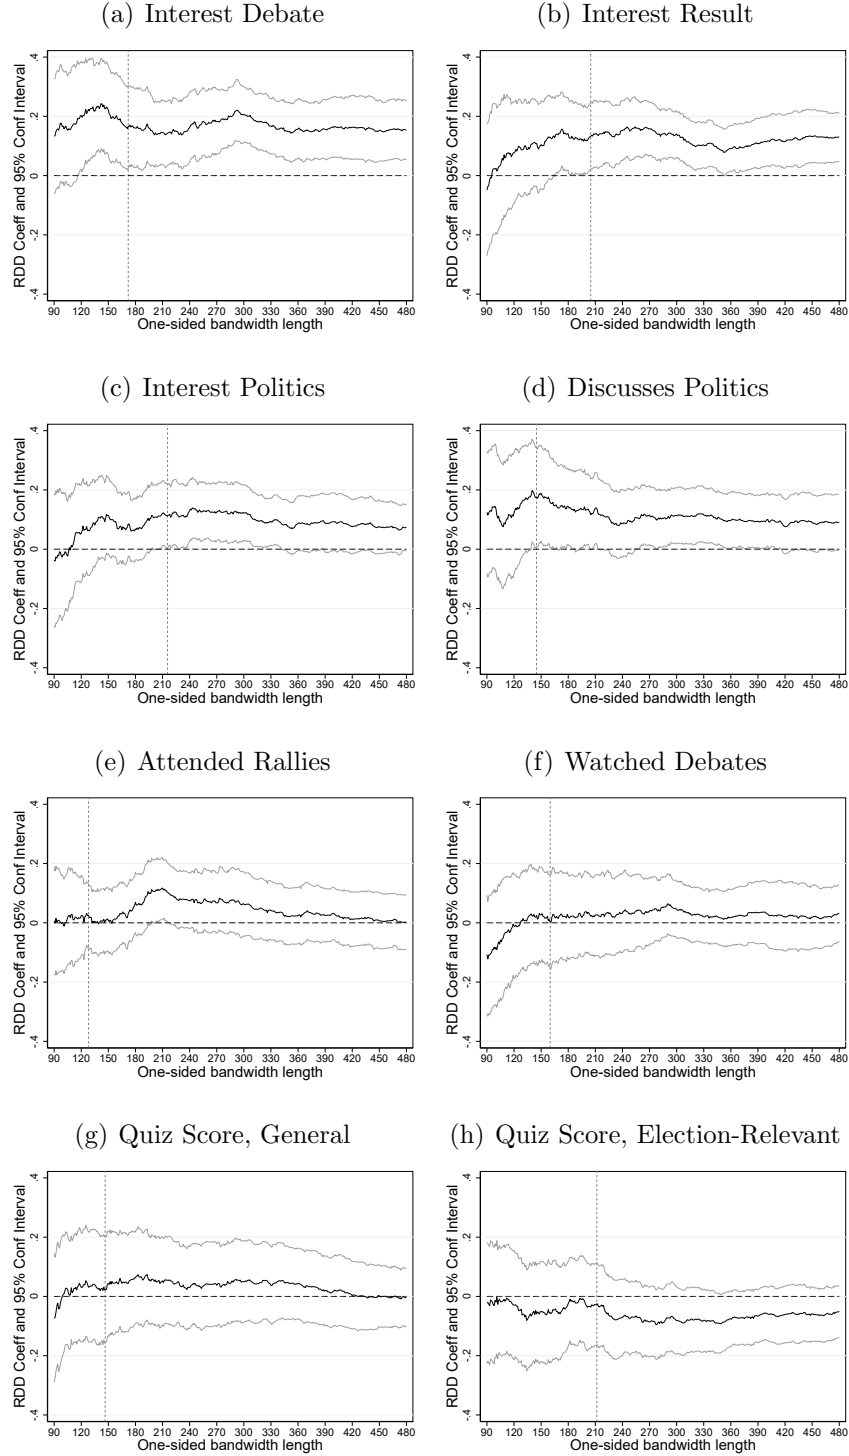 (a) Interest Debate
(b) Interest Result
RDD Coeff and 95% Conf Interval
.4
.2
0
-.2
-.4
90 120 150 180 210 240 270 300 330 360 390 420 450 480
One-sided bandwidth length
RDD Coeff and 95% Conf Interval
.4
.2
0
-.2
-.4
90 120 150 180 210 240 270 300 330 360 390 420 450 480
One-sided bandwidth length
(c) Interest Politics
(d) Discusses Politics
RDD Coeff and 95% Conf Interval
.4
.2
0
-.2
-.4
90 120 150 180 210 240 270 300 330 360 390 420 450 480
One-sided bandwidth length
RDD Coeff and 95% Conf Interval
.4
.2
0
-.2
-.4
90 120 150 180 210 240 270 300 330 360 390 420 450 480
One-sided bandwidth length
(e) Attended Rallies
(f) Watched Debates
RDD Coeff and 95% Conf Interval
.4
.2
0
-.2
-.4
90 120 150 180 210 240 270 300 330 360 390 420 450 480
One-sided bandwidth length
RDD Coeff and 95% Conf Interval
.4
.2
0
-.2
-.4
90 120 150 180 210 240 270 300 330 360 390 420 450 480
One-sided bandwidth length
(g) Quiz Score, General
(h) Quiz Score, Election-Relevant
RDD Coeff and 95% Conf Interval
.4
.2
0
-.2
-.4
90 120 150 180 210 240 270 300 330 360 390 420 450 480
One-sided bandwidth length
RDD Coeff and 95% Conf Interval
.4
.2
0
-.2
-.4
90 120 150 180 210 240 270 300 330 360 390 420 450 480
One-sided bandwidth length